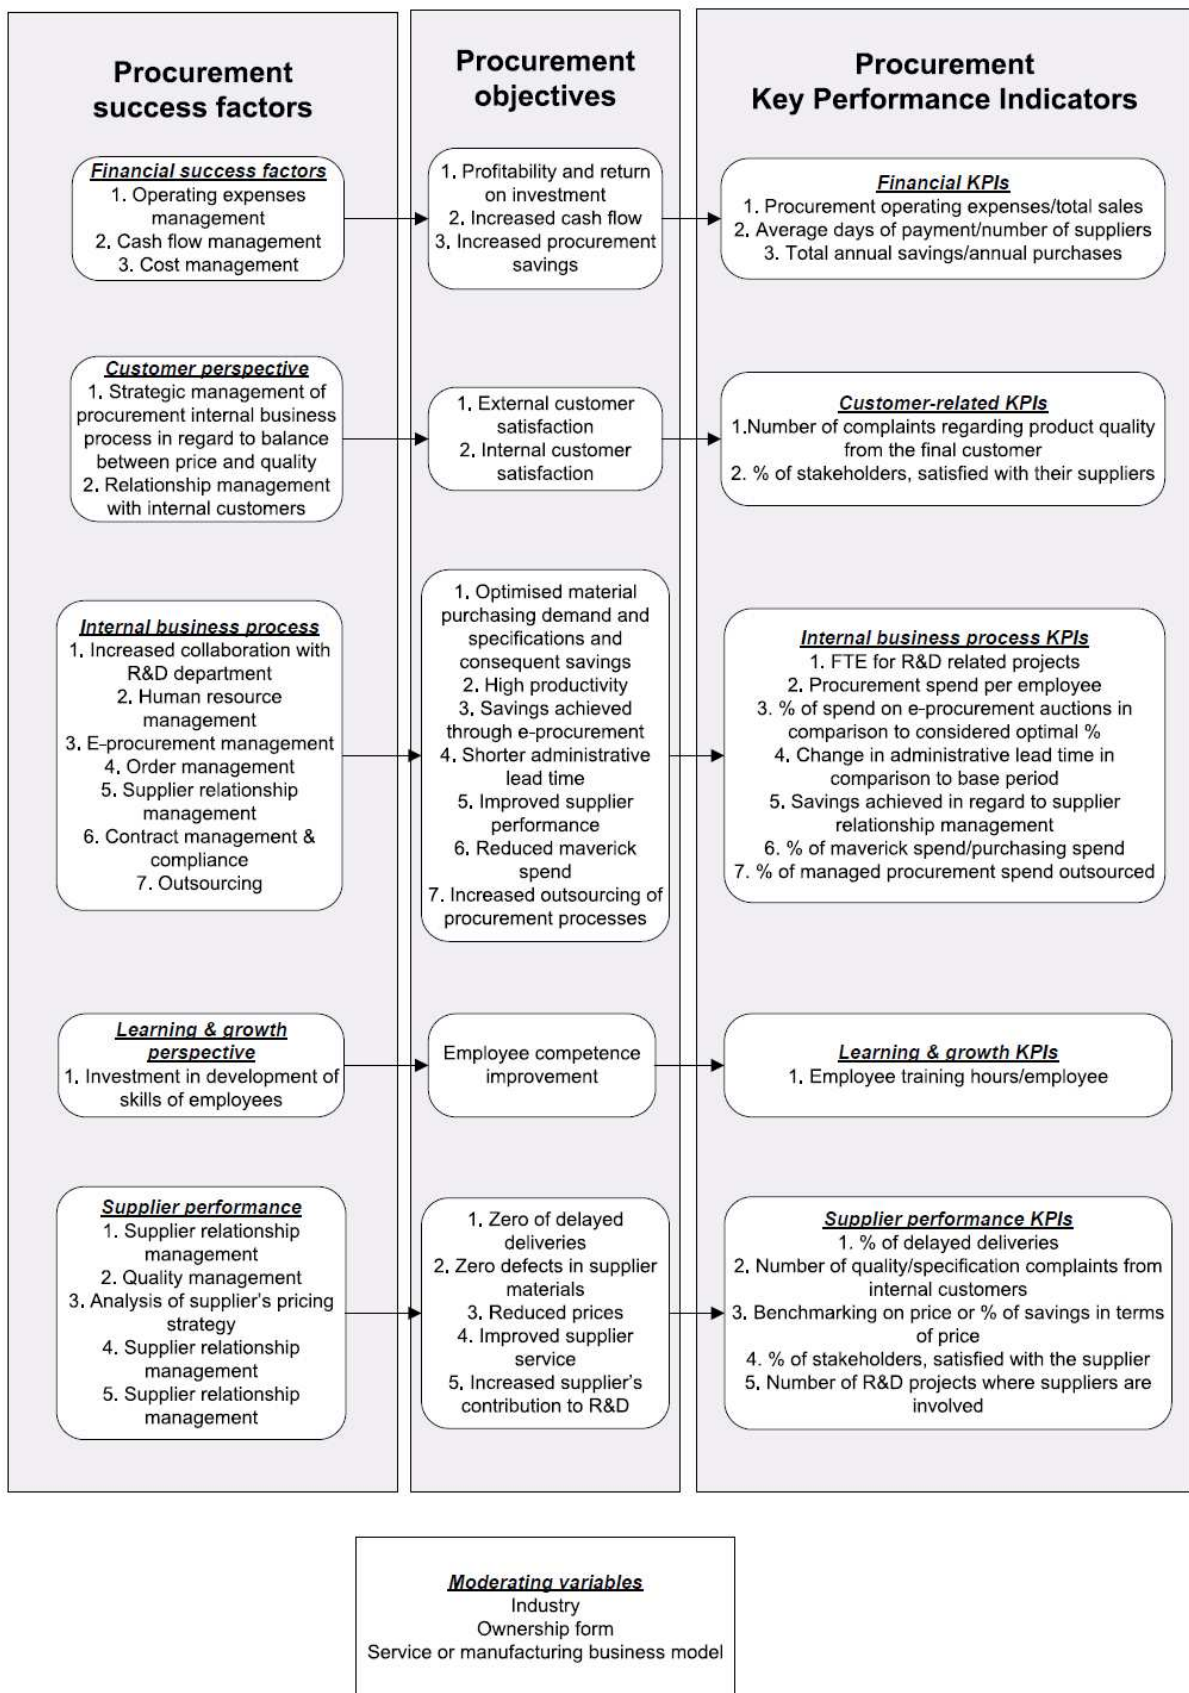 Procurement
success factors
Financial success factors
1. Operating expenses
management
2. Cash flow management
3. Cost management
Customer perspective
1. Strategic management of
procurement internal business
process in regard to balance
between price and quality
2. Relationship management
with internal customers
Internal business process
1. Increased collaboration with
R&D department
2. Human resource
management
3. E-procurement management
4. Order management
5. Supplier relationship
management
6. Contract management &
compliance
7. Outsourcing
Learning & growth
perspective
1. Investment in development of
skills of employees
Supplier performance
1. Supplier relationship
management
2. Quality management
3. Analysis of supplier's pricing
strategy
4. Supplier relationship
management
5. Supplier relationship
management
Procurement
objectives
1. Profitability and return
on investment
2. Increased cash flow
3. Increased procurement
savings
1. External customer
satisfaction
2. Internal customer
satisfaction
1. Optimised material
purchasing demand and
specifications and
consequent savings
2. High productivity
3. Savings achieved
through e-procurement
4. Shorter administrative
lead time
5. Improved supplier
performance
6. Reduced maverick
spend
7. Increased outsourcing of
procurement processes
Employee competence
improvement
1. Zero of delayed
deliveries
2. Zero defects in supplier
materials
3. Reduced prices
4. Improved supplier
service
5. Increased supplier's
contribution to R&D
Procurement
Key Performance Indicators
Financial KPIs
1. Procurement operating expenses/total sales
2. Average days of payment/number of suppliers
3. Total annual savings/annual purchases
Customer-related KPIs
1.Number of complaints regarding product quality
from the final customer
2. % of stakeholders, satisfied with their suppliers
Internal business process KPIs
1. FTE for R&D related projects
2. Procurement spend per employee
3. % of spend on e-procurement auctions in
comparison to considered optimal %
4. Change in administrative lead time in
comparison to base period
5. Savings achieved in regard to supplier
relationship management
6. % of maverick spend/purchasing spend
7. % of managed procurement spend outsourced
Learning & growth KPIs
1. Employee training hours/employee
Supplier performance KPIs
1. % of delayed deliveries
2. Number of quality/specification complaints from
internal customers
3. Benchmarking on price or % of savings in terms
of price
4. % of stakeholders, satisfied with the supplier
5. Number of R&D projects where suppliers are
involved
Moderating variables
Industry
Ownership form
Service or manufacturing business model